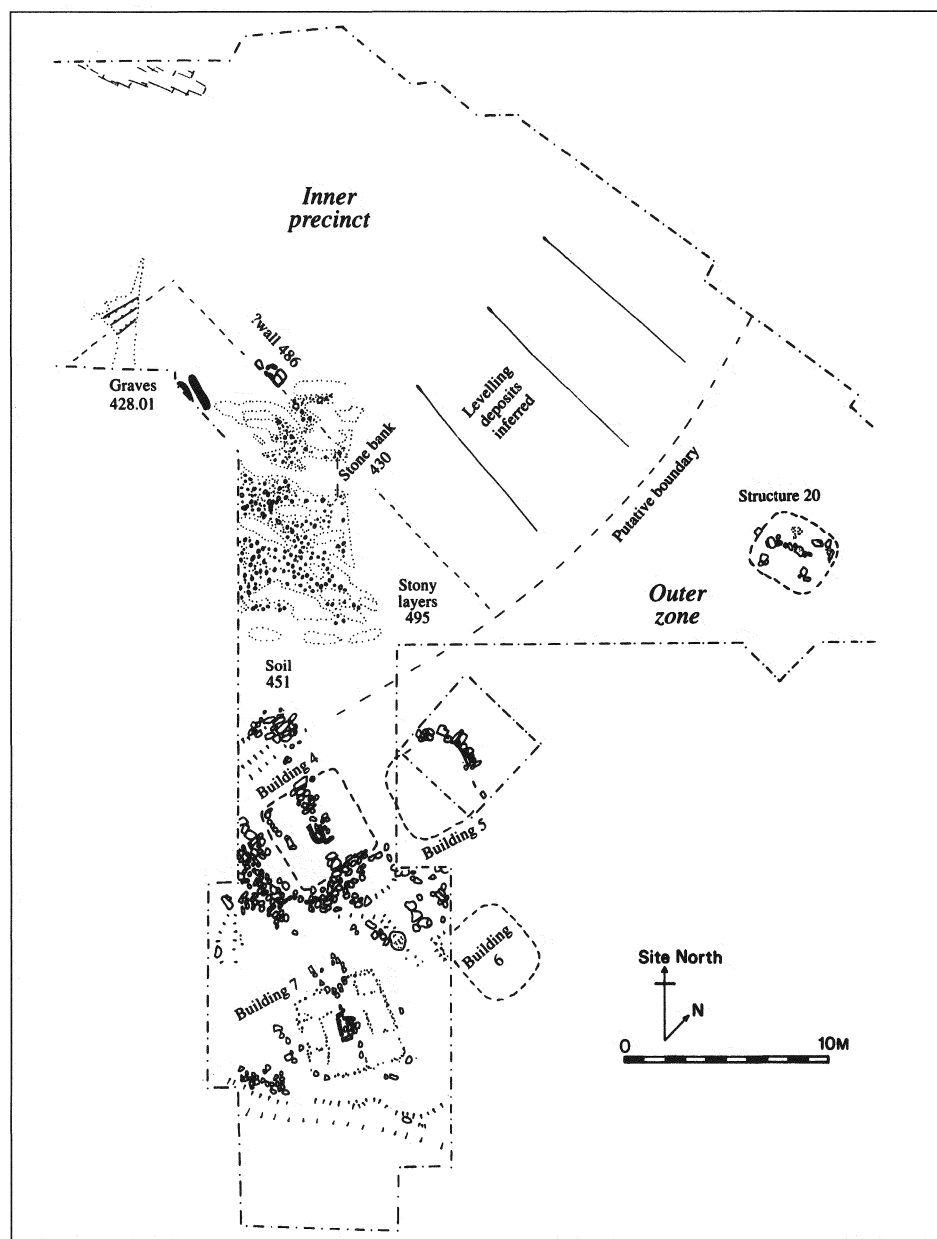 Inner
precinct
?wall 486
Graves
428.01
Levelling
deposits
inferred
Stone bank
430
Putative boundary
Structure 20
Stony
layers
495
Outer
zone
Soil
451
Building 4
Building 5
Building
6
Building 7
Site North
N
0
10M